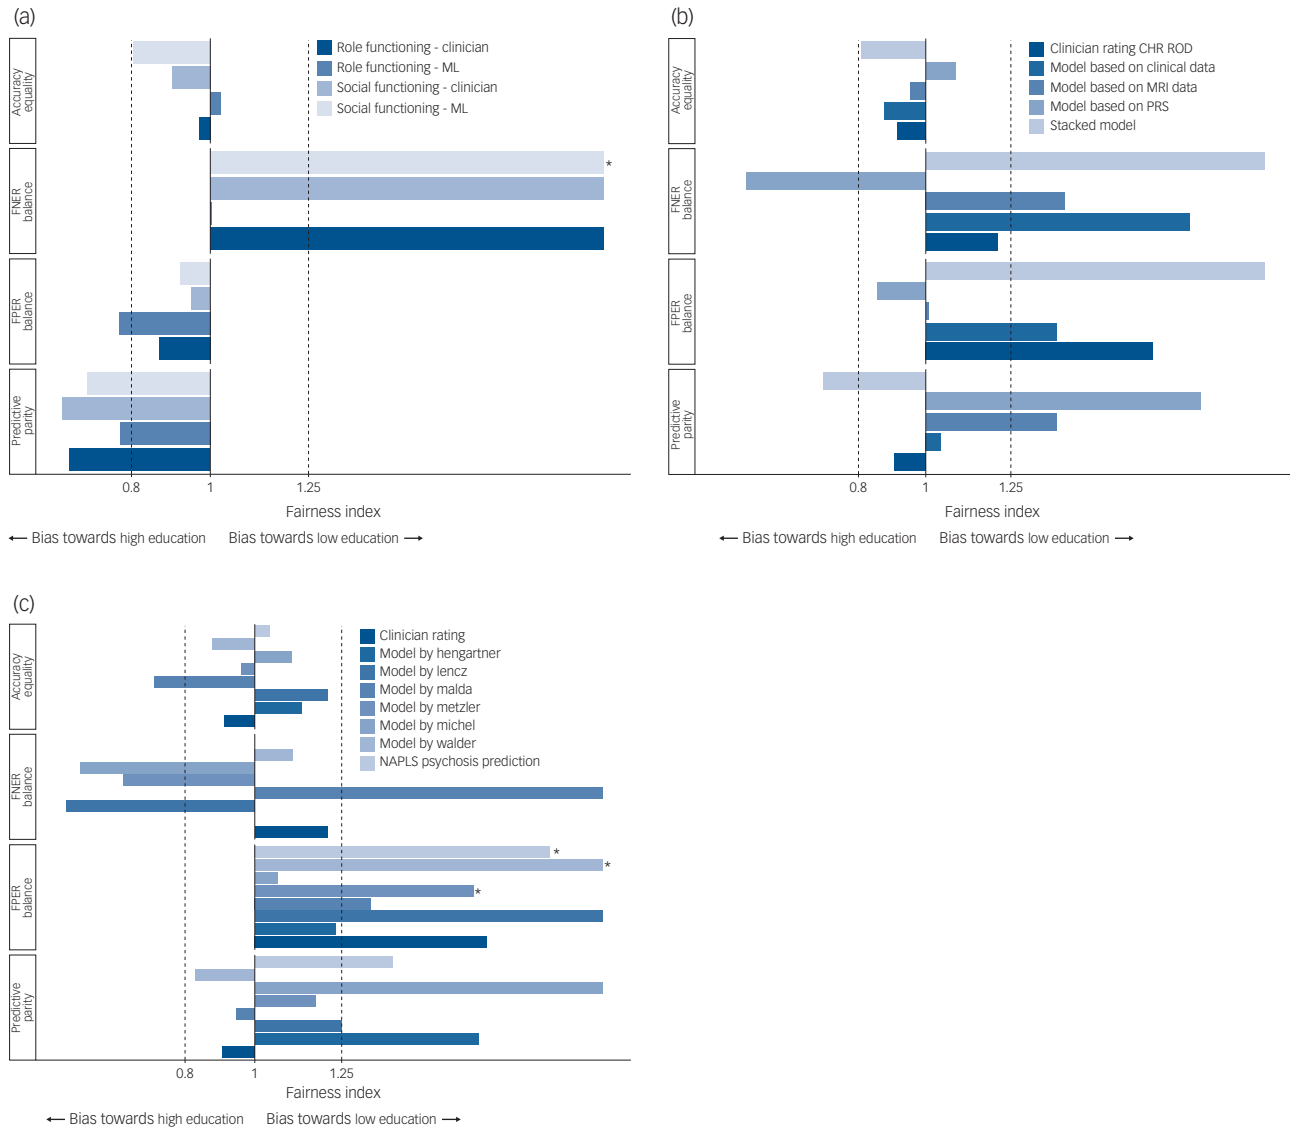 (a)
Role functioning - clinician
Role functioning - ML
Social functioning - clinician
Social functioning - ML
Accuracy
equality
FNER
balance
*
FPER
balance
Predictive
parity
0.8
1
1.25
Fairness index
← Bias towards high education
Bias towards low education →
(b)
Clinician rating CHR ROD
Model based on clinical data
Model based on MRI data
Model based on PRS
Stacked model
Accuracy
equality
FNER
balance
FPER
balance
Predictive
parity
0.8
1
1.25
Fairness index
← Bias towards high education
Bias towards low education →
(c)
Clinician rating
Model by hengartner
Model by lencz
Model by malda
Model by metzler
Model by michel
Model by walder
NAPLS psychosis prediction
Accuracy
equality
FNER
balance
FPER
balance
*
*
*
Predictive
parity
0.8
1
1.25
Fairness index
← Bias towards high education
Bias towards low education →